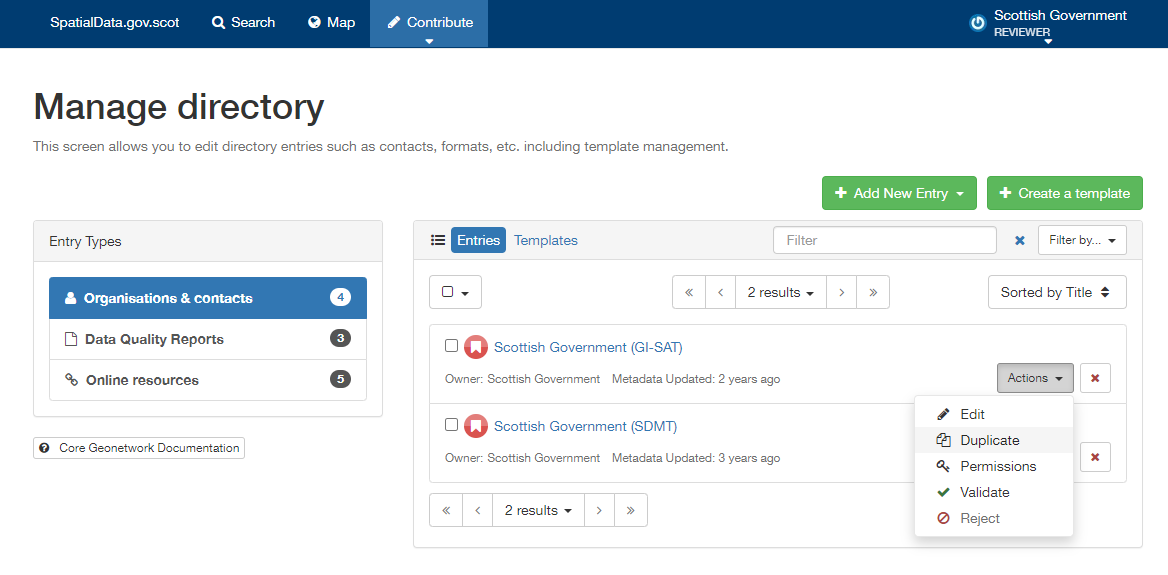 SpatialData.gov.scot Search Map Contribute Scottish Government
REVIEWER
Manage directory
This screen allows you to edit directory entries such as contacts, formats, etc. including template management.
Add New Entry Create a template
Entry Types
Organisations & contacts 4
Data Quality Reports 3
Online resources 5
Core Geonetwork Documentation
Entries Templates Filter Filter by...
« ‹ 2 results › » Sorted by Title
Scottish Government (GI-SAT)
Owner: Scottish Government Metadata Updated: 2 years ago Actions
Scottish Government (SDMT)
Owner: Scottish Government Metadata Updated: 3 years ago
« ‹ 2 results › »
Edit
Duplicate
Permissions
Validate
Reject